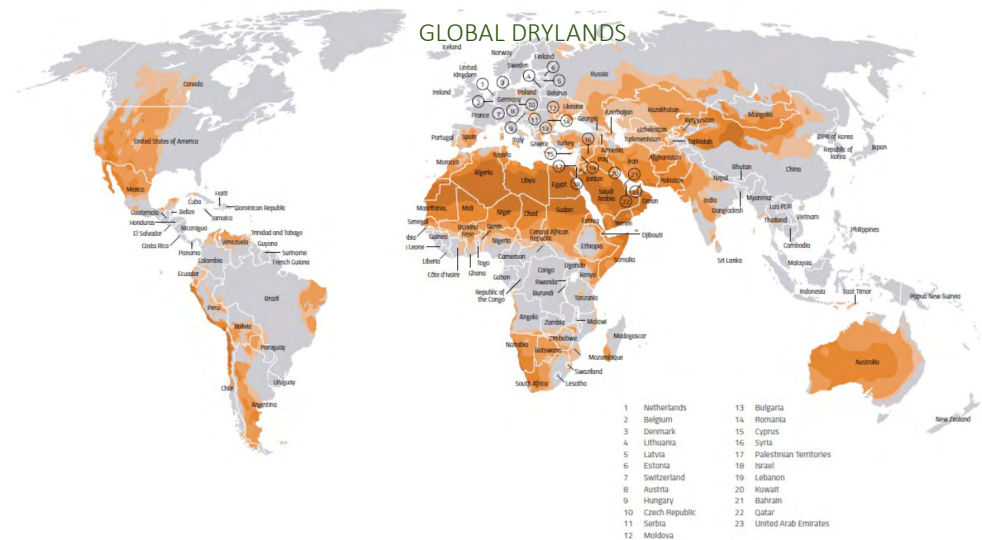 GLOBAL DRYLANDS
Iceland
Norway
Finland
Sweden
United
Kingdom
Russia
Ireland
Poland
Belarus
Germany
Ukraine
France
Canada
United States of America
Mexico
Cuba
Haiti
Dominican Republic
Jamaica
Guatemala
Belize
Honduras
El Salvador
Nicaragua
Costa Rica
Panama
Trinidad and Tobago
Venezuela
Guyana
Suriname
French Guiana
Colombia
Ecuador
Brazil
Peru
Bolivia
Paraguay
Chile
Uruguay
Argentina
Portugal
Spain
Italy
Greece
Turkey
Georgia
Azerbaijan
Armenia
Kazakhstan
Uzbekistan
Kyrgyzstan
Turkmenistan
Tajikistan
Mongolia
DPR of Korea
Republic of
Korea
Japan
China
Morocco
Tunisia
Algeria
Libya
Egypt
Jordan
Iraq
Iran
Afghanistan
Pakistan
Saudi
Arabia
Oman
Yemen
Nepal
Bhutan
India
Bangladesh
Myanmar
Lao PDR
Thailand
Vietnam
Cambodia
Philippines
Malaysia
Sri Lanka
Indonesia
East Timor
Papua New Guinea
Mauritania
Mali
Niger
Chad
Sudan
Eritrea
Djibouti
Senegal
bia
Guinea
i Leone
Liberia
Côte d'Ivoire
Burkina
Faso
Ghana
Togo
Benin
Nigeria
Cameroon
Central African
Republic
Ethiopia
Somalia
Gabon
Congo
Republic of
the Congo
Uganda
Kenya
Rwanda
Burundi
Tanzania
Angola
Zambia
Malawi
Zimbabwe
Mozambique
Madagascar
Namibia
Botswana
Swaziland
South Africa
Lesotho
Australia
New Zealand
1 Netherlands
2 Belgium
3 Denmark
4 Lithuania
5 Latvia
6 Estonia
7 Switzerland
8 Austria
9 Hungary
10 Czech Republic
11 Serbia
12 Moldova
13 Bulgaria
14 Romania
15 Cyprus
16 Syria
17 Palestinian Territories
18 Israel
19 Lebanon
20 Kuwait
21 Bahrain
22 Qatar
23 United Arab Emirates